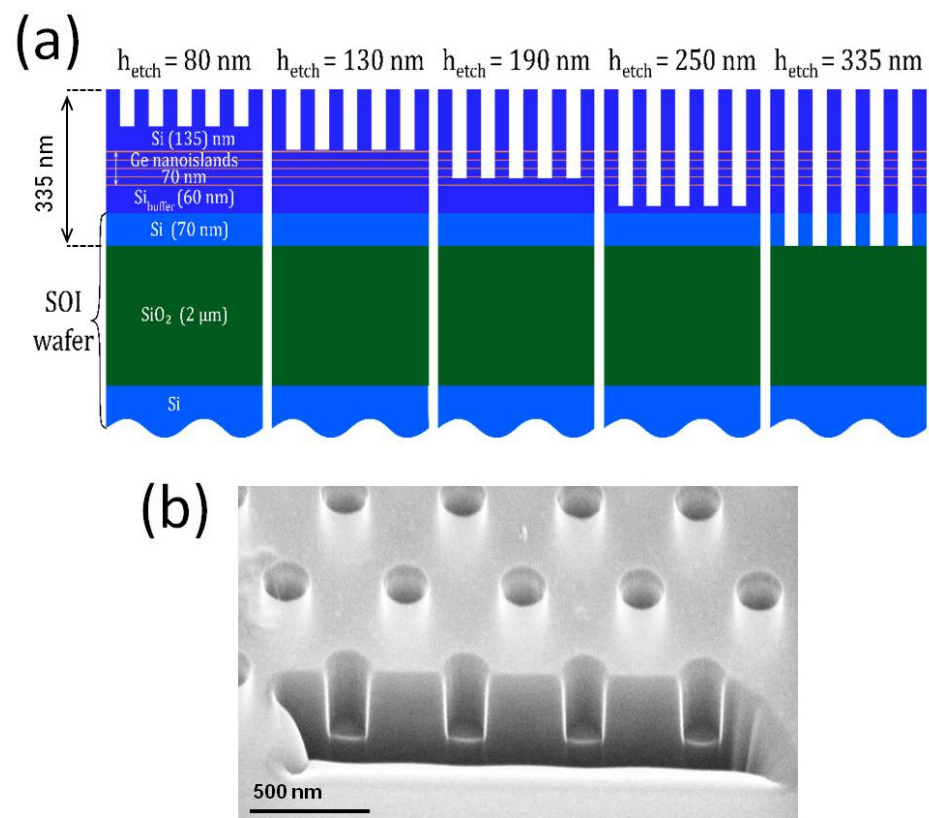 (a)
h_etch = 80 nm
h_etch = 130 nm
h_etch = 190 nm
h_etch = 250 nm
h_etch = 335 nm
335 nm
Si (135) nm
Ge nanoislands
70 nm
Si_buffer (60 nm)
Si (70 nm)
SOI
wafer
SiO₂ (2 μm)
Si
(b)
500 nm